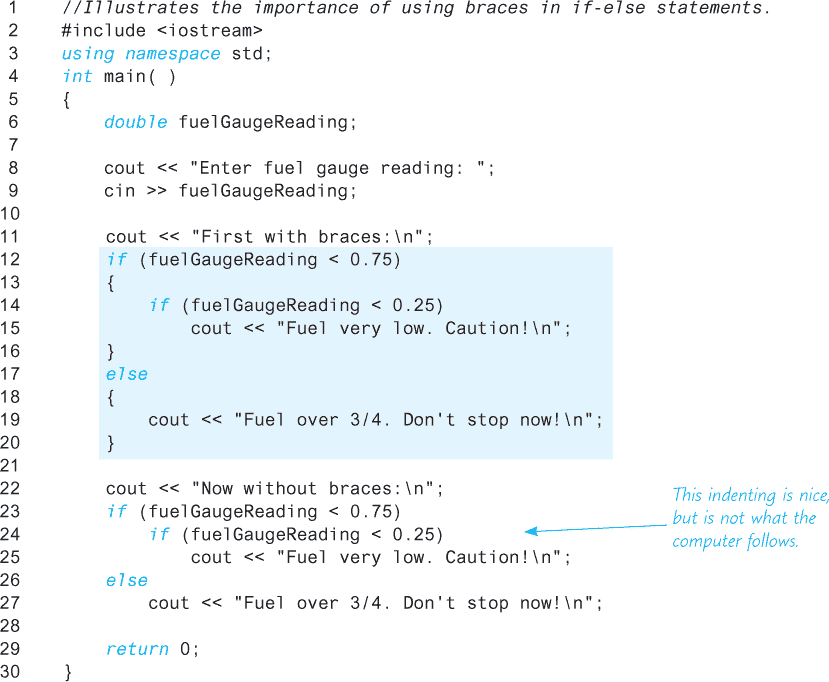 1 //Illustrates the importance of using braces in if-else statements.
2 #include <iostream>
3 using namespace std;
4 int main( )
5 {
6 double fuelGaugeReading;
7
8 cout << "Enter fuel gauge reading: ";
9 cin >> fuelGaugeReading;
10
11 cout << "First with braces:\n";
12 if (fuelGaugeReading < 0.75)
13 {
14 if (fuelGaugeReading < 0.25)
15 cout << "Fuel very low. Caution!\n";
16 }
17 else
18 {
19 cout << "Fuel over 3/4. Don't stop now!\n";
20 }
21
22 cout << "Now without braces:\n";
23 if (fuelGaugeReading < 0.75)
24 if (fuelGaugeReading < 0.25)
25 cout << "Fuel very low. Caution!\n";
26 else
27 cout << "Fuel over 3/4. Don't stop now!\n";
28
29 return 0;
30 }
This indenting is nice,
but is not what the
computer follows.